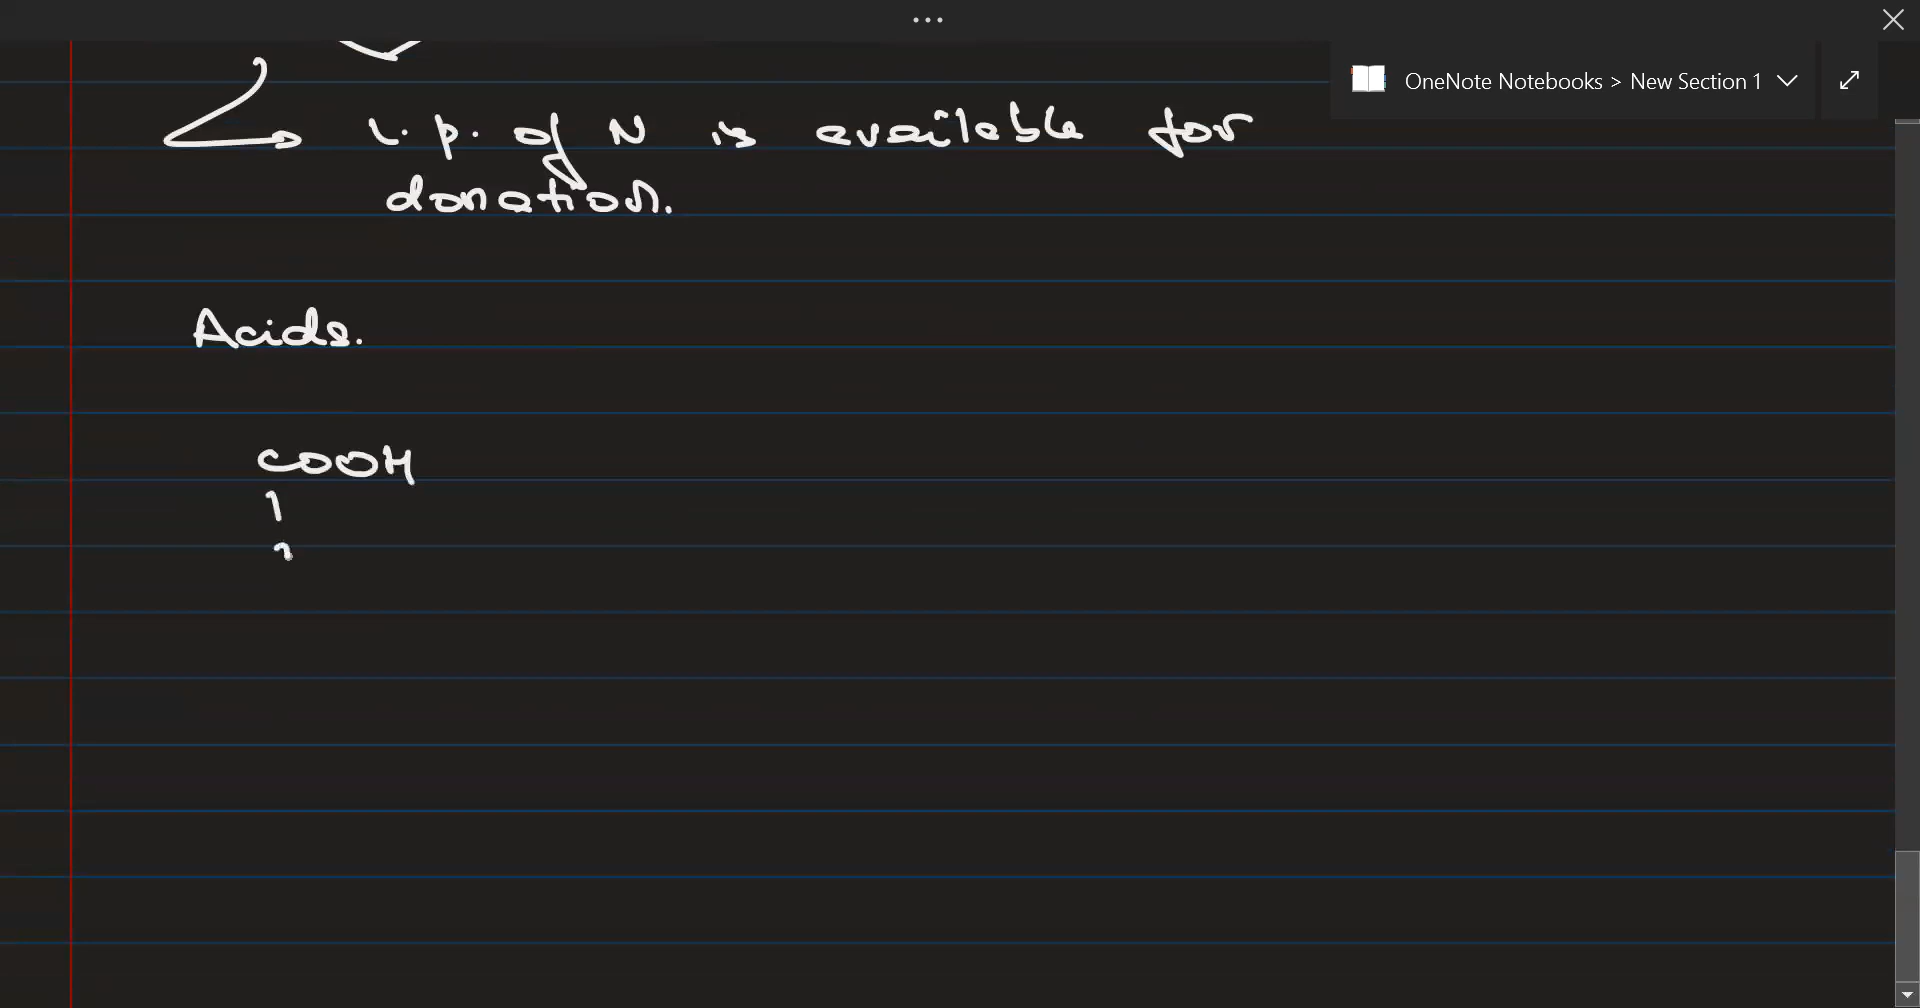 ...
OneNote Notebooks > New Section 1
l.p. of N is available for
donation.
Acids.
COOH